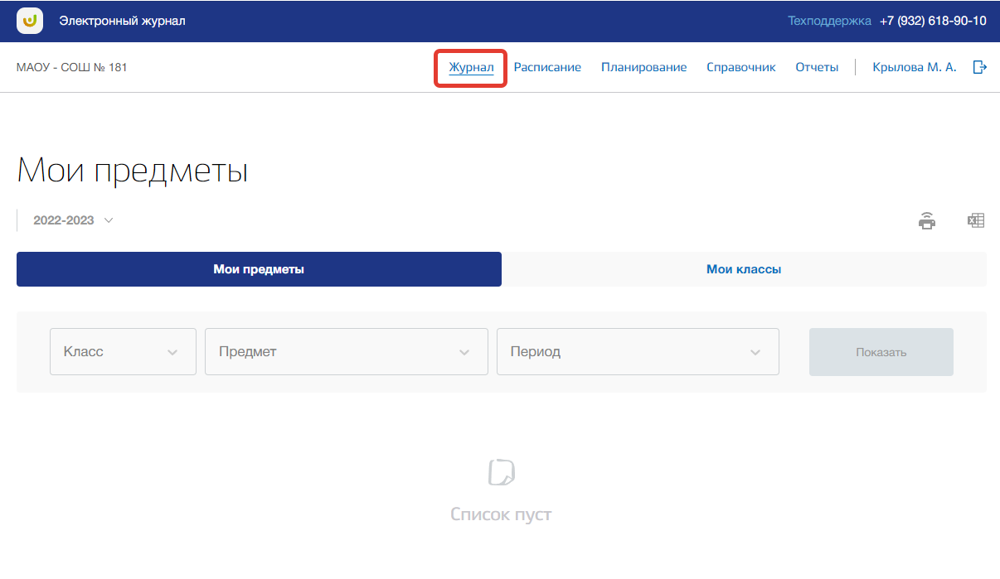 Электронный журнал
Техподдержка +7 (932) 618-90-10
МАОУ - СОШ № 181
Журнал Расписание Планирование Справочник Отчеты Крылова М. А.
Мои предметы
2022-2023
Мои предметы Мои классы
Класс Предмет Период Показать
Список пуст